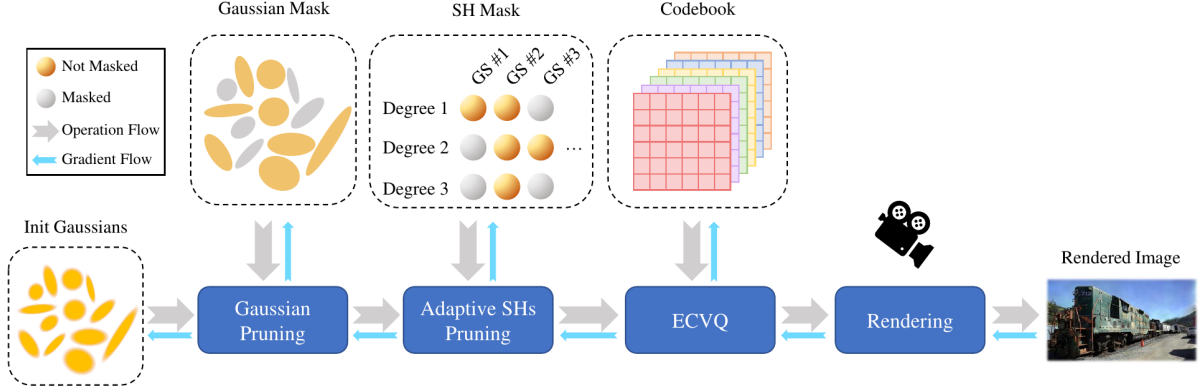 Gaussian Mask
SH Mask
Codebook
Not Masked
Masked
Operation Flow
Gradient Flow
GS #1
GS #2
GS #3
Degree 1
Degree 2
...
Degree 3
Init Gaussians
Rendered Image
Gaussian
Pruning
Adaptive SHs
Pruning
ECVQ
Rendering